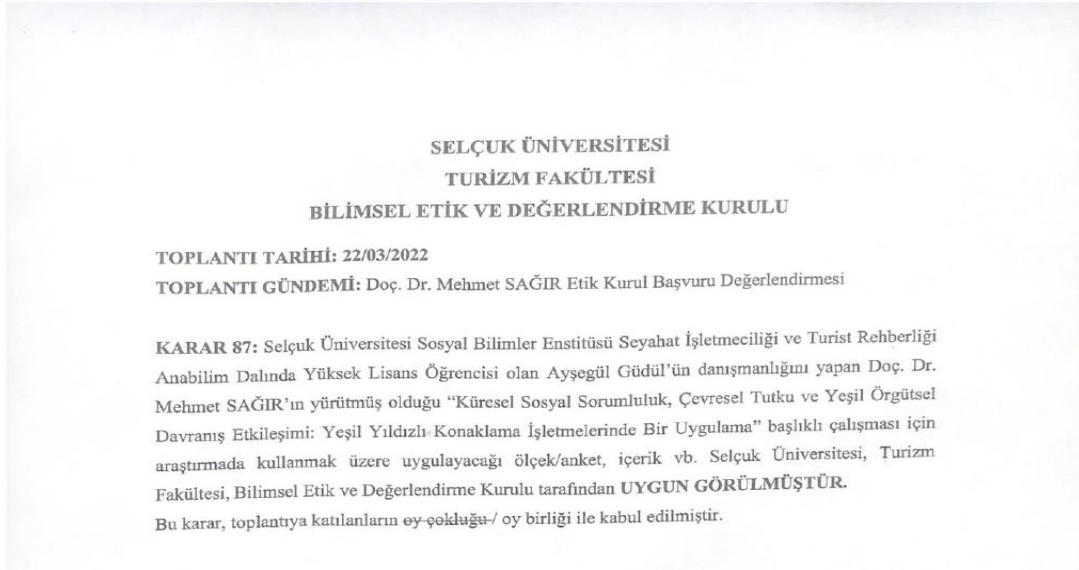 SELÇUK ÜNİVERSİTESİ
TURİZM FAKÜLTESİ
BİLİMSEL ETİK VE DEĞERLENDİRME KURULU
TOPLANTI TARİHİ: 22/03/2022
TOPLANTI GÜNDEMİ: Doç. Dr. Mehmet SAĞIR Etik Kurul Başvuru Değerlendirmesi
KARAR 87: Selçuk Üniversitesi Sosyal Bilimler Enstitüsü Seyahat İşletmeciliği ve Turist Rehberliği
Anabilim Dalında Yüksek Lisans Öğrencisi olan Ayşegül Güdül’ün danışmanlığını yapan Doç. Dr.
Mehmet SAĞIR’ın yürütmüş olduğu “Küresel Sosyal Sorumluluk, Çevresel Tutku ve Yeşil Örgütsel
Davranış Etkileşimi: Yeşil Yıldızlı Konaklama İşletmelerinde Bir Uygulama” başlıklı çalışması için
araştırmada kullanmak üzere uygulayacağı ölçek/anket, içerik vb. Selçuk Üniversitesi, Turizm
Fakültesi, Bilimsel Etik ve Değerlendirme Kurulu tarafından UYGUN GÖRÜLMÜŞTÜR.
Bu karar, toplantıya katılanların oy çokluğu / oy birliği ile kabul edilmiştir.